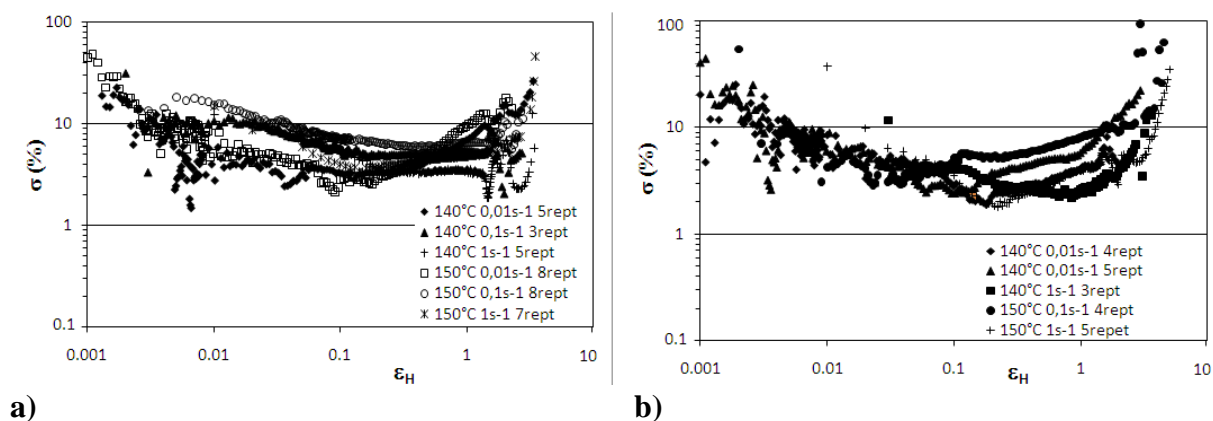 100
10
1
0.1
σ (%)
0.001
0.01
0.1
1
10
εH
140°C 0,01s-1 5rept
140°C 0,1s-1 3rept
140°C 1s-1 5rept
150°C 0,01s-1 8rept
150°C 0,1s-1 8rept
150°C 1s-1 7rept
a)
100
10
1
0.1
σ (%)
0.001
0.01
0.1
1
10
εH
140°C 0,01s-1 4rept
140°C 0,01s-1 5rept
140°C 1s-1 3rept
150°C 0,1s-1 4rept
150°C 1s-1 5repet
b)